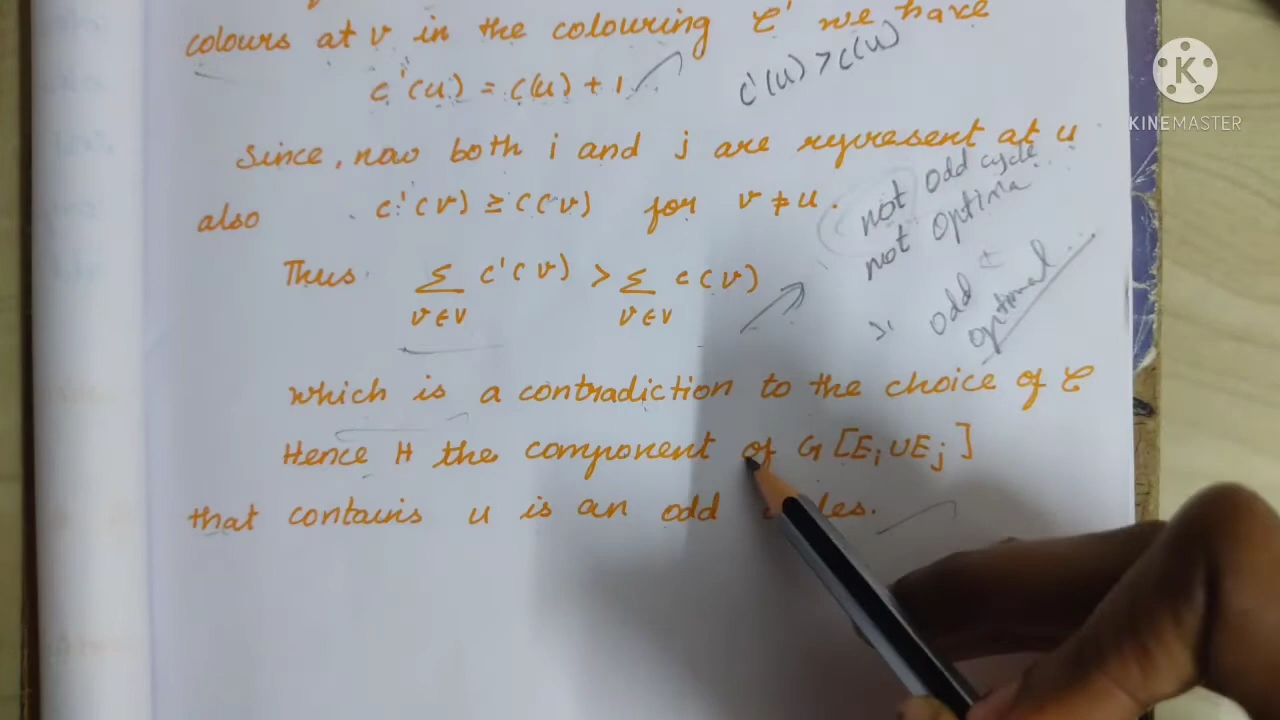 colours at v in the colouring C' we have
c'(u) = c(u) + 1
c'(u) > c(u)
Since, now both i and j are represent at u
also c'(v) ≥ c(v) for v ≠ u.
not odd cycle
not optima
Thus Σ c'(v) > Σ c(v)
v∈V v∈V
odd
optimal
which is a contradiction to the choice of C
Hence H the component of G[Ei∪Ej]
that contains u is an odd
K
KINEMASTER